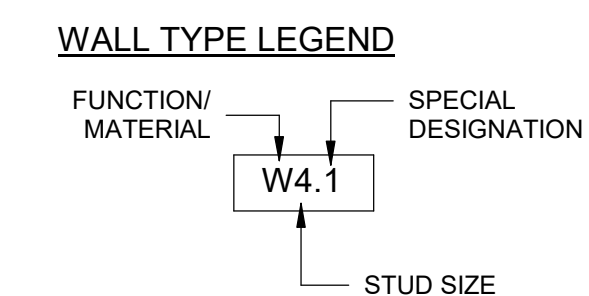 WALL TYPE LEGEND
FUNCTION/
MATERIAL
SPECIAL
DESIGNATION
W4.1
STUD SIZE